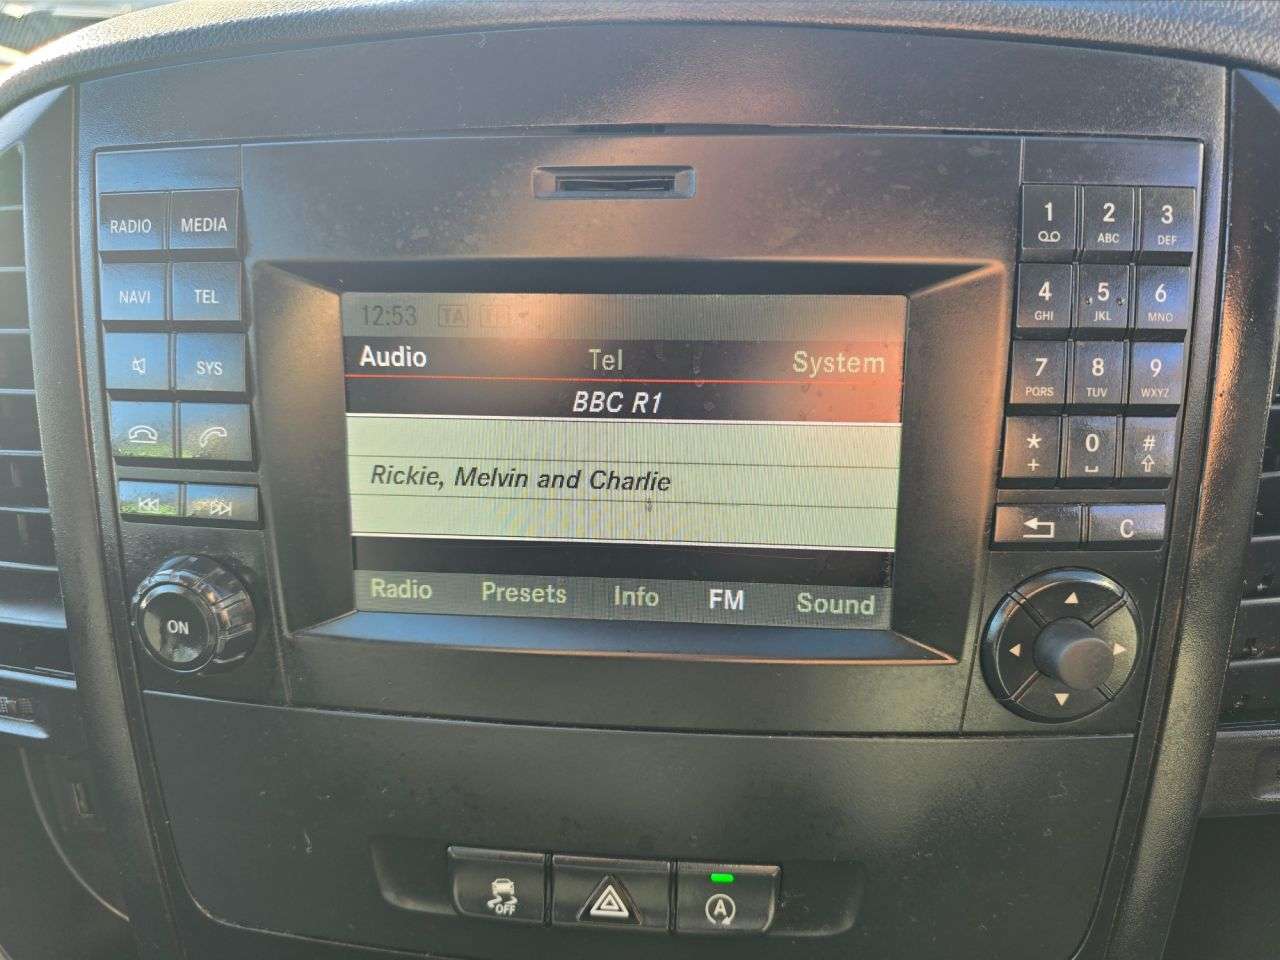 RADIO MEDIA
NAVI TEL
SYS
ON
12:53 TA
Audio Tel System
BBC R1
Rickie, Melvin and Charlie
Radio Presets Info FM Sound
1 2 ABC 3 DEF
4 GHI 5 JKL 6 MNO
7 PQRS 8 TUV 9 WXYZ
* + 0 #
C
OFF
A